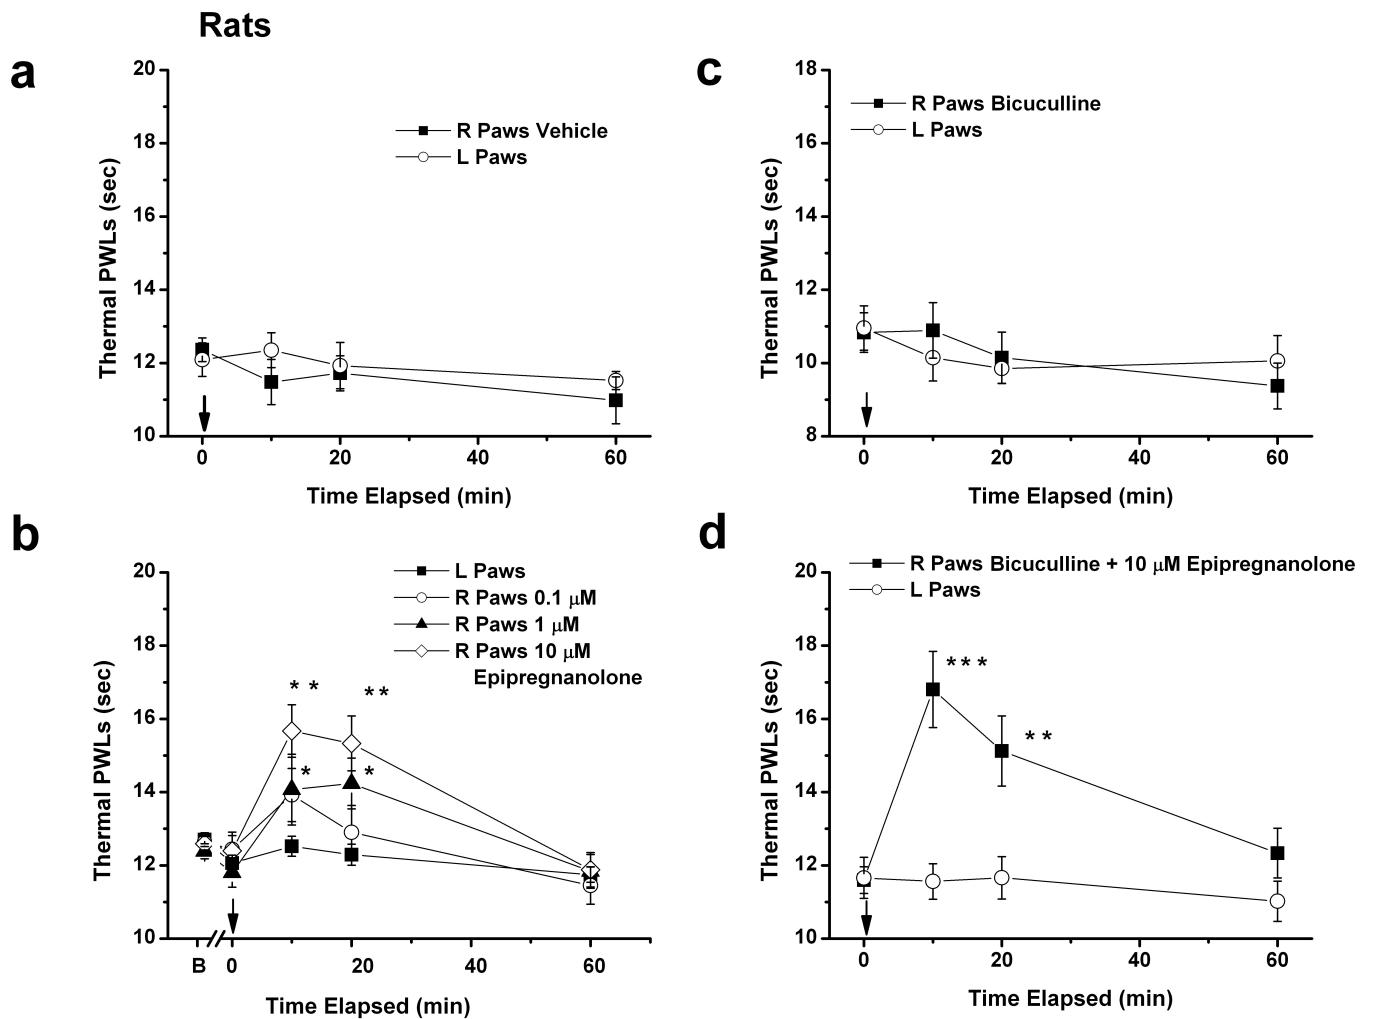 Rats
a
20
18
16
14
12
10
Thermal PWLs (sec)
R Paws Vehicle
L Paws
0 20 40 60
Time Elapsed (min)
c
18
16
14
12
10
8
Thermal PWLs (sec)
R Paws Bicuculline
L Paws
0 20 40 60
Time Elapsed (min)
b
20
18
16
14
12
10
Thermal PWLs (sec)
L Paws
R Paws 0.1 μM
R Paws 1 μM
R Paws 10 μM
Epipregnanolone
* *
**
*
*
B 0 20 40 60
Time Elapsed (min)
d
20
18
16
14
12
10
Thermal PWLs (sec)
R Paws Bicuculline + 10 μM Epipregnanolone
L Paws
***
**
0 20 40 60
Time Elapsed (min)